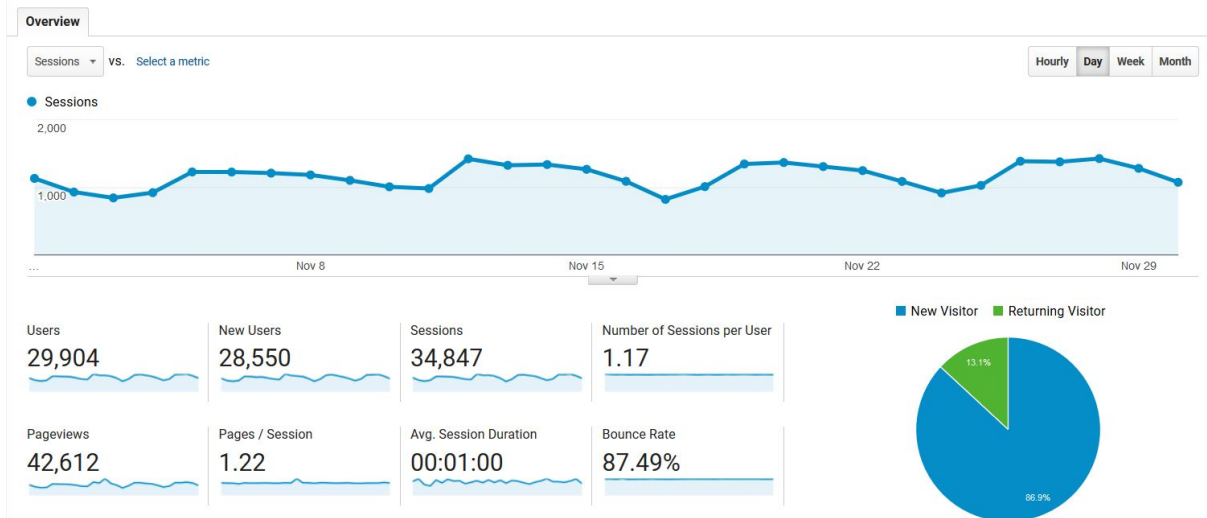 Overview
Sessions vs. Select a metric
Hourly Day Week Month
Sessions
2,000
1,000
... Nov 8 Nov 15 Nov 22 Nov 29
New Visitor Returning Visitor
Users New Users Sessions Number of Sessions per User
29,904 28,550 34,847 1.17
13.1%
Pageviews Pages / Session Avg. Session Duration Bounce Rate
42,612 1.22 00:01:00 87.49%
86.9%